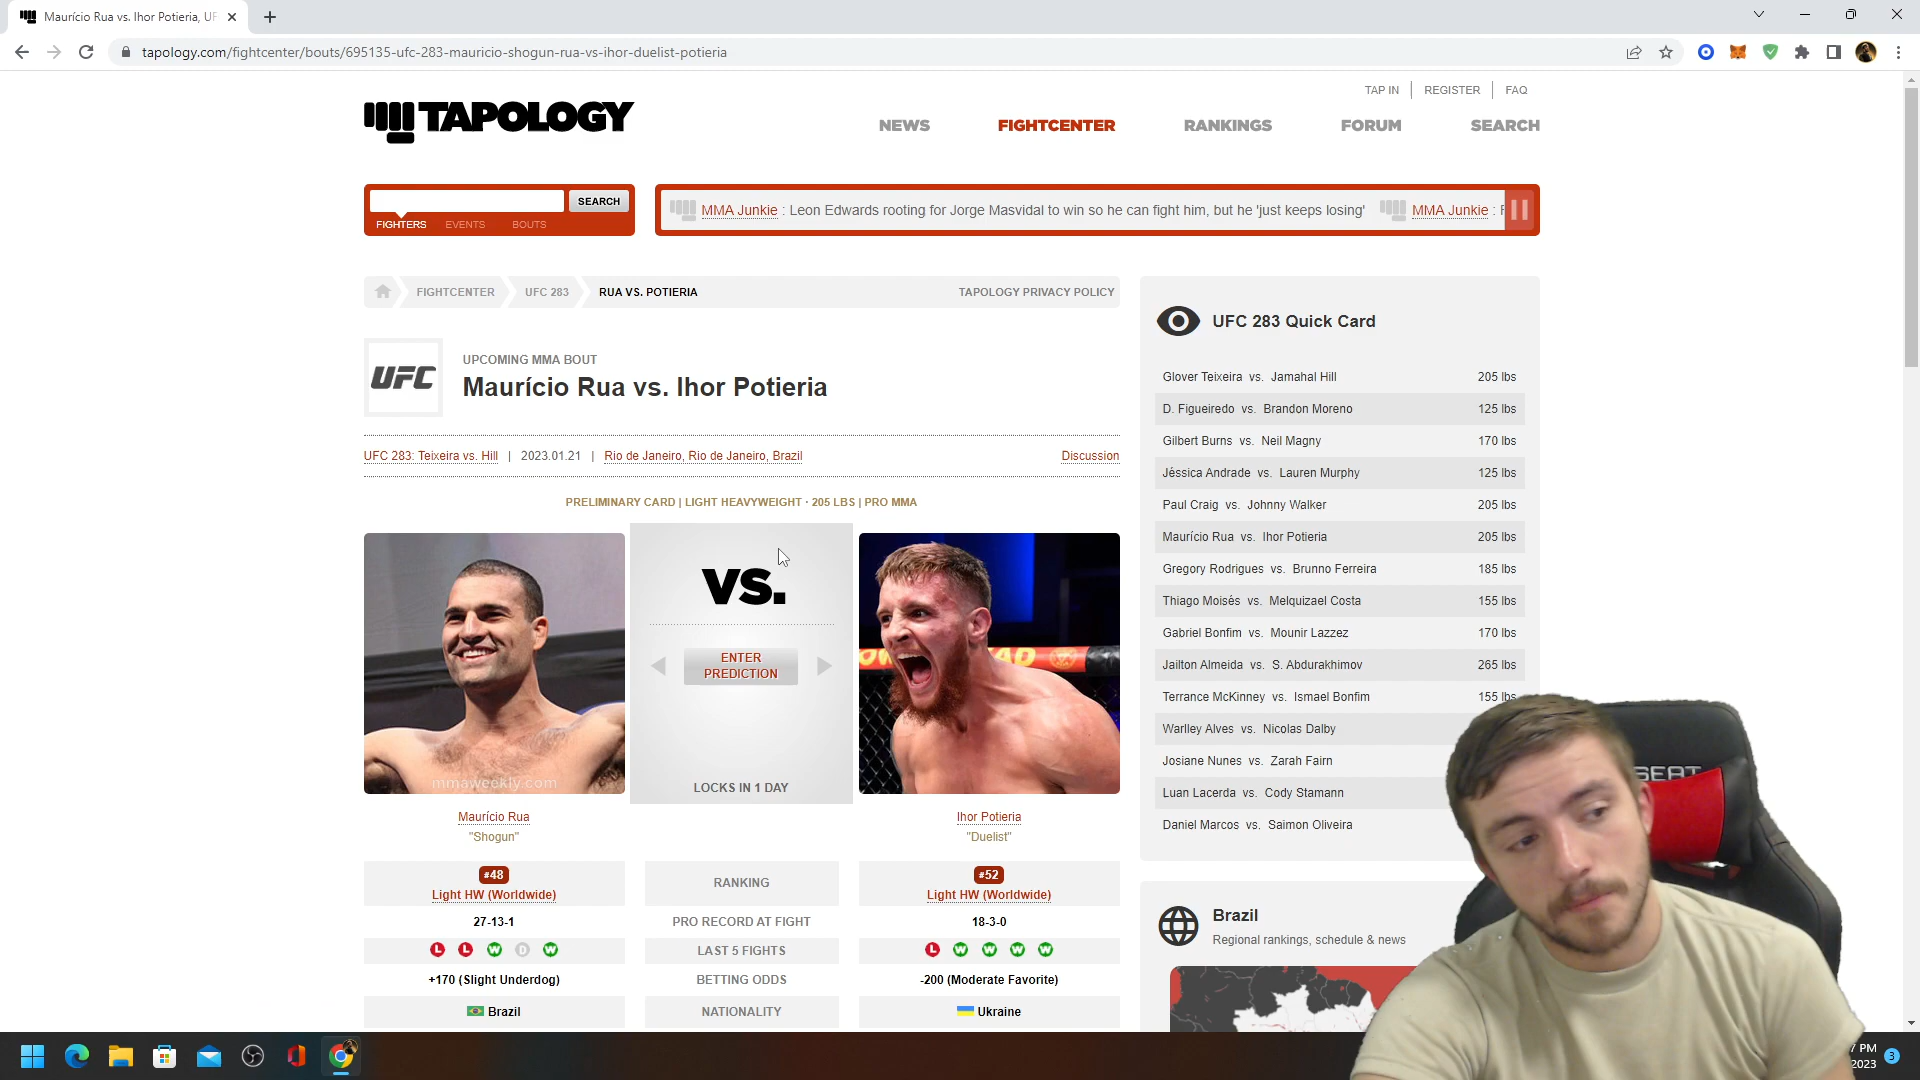 Maurício Rua vs. Ihor Potieria, UF
tapology.com/fightcenter/bouts/695135-ufc-283-mauricio-shogun-rua-vs-ihor-duelist-potieria
TAP IN | REGISTER | FAQ
TAPOLOGY
NEWS FIGHTCENTER RANKINGS FORUM SEARCH
SEARCH
FIGHTERS EVENTS BOUTS
MMA Junkie : Leon Edwards rooting for Jorge Masvidal to win so he can fight him, but he 'just keeps losing' MMA Junkie :
FIGHTCENTER UFC 283 RUA VS. POTIERIA TAPOLOGY PRIVACY POLICY
UFC
UPCOMING MMA BOUT
Maurício Rua vs. Ihor Potieria
UFC 283: Teixeira vs. Hill | 2023.01.21 | Rio de Janeiro, Rio de Janeiro, Brazil Discussion
PRELIMINARY CARD | LIGHT HEAVYWEIGHT · 205 LBS | PRO MMA
VS.
ENTER
PREDICTION
LOCKS IN 1 DAY
mmaweekly.com
Maurício Rua Ihor Potieria
"Shogun" "Duelist"
#48 RANKING #52
Light HW (Worldwide) Light HW (Worldwide)
27-13-1 PRO RECORD AT FIGHT 18-3-0
L L W D W LAST 5 FIGHTS L W W W W
+170 (Slight Underdog) BETTING ODDS -200 (Moderate Favorite)
Brazil NATIONALITY Ukraine
UFC 283 Quick Card
Glover Teixeira vs. Jamahal Hill 205 lbs
D. Figueiredo vs. Brandon Moreno 125 lbs
Gilbert Burns vs. Neil Magny 170 lbs
Jéssica Andrade vs. Lauren Murphy 125 lbs
Paul Craig vs. Johnny Walker 205 lbs
Maurício Rua vs. Ihor Potieria 205 lbs
Gregory Rodrigues vs. Brunno Ferreira 185 lbs
Thiago Moisés vs. Melquizael Costa 155 lbs
Gabriel Bonfim vs. Mounir Lazzez 170 lbs
Jailton Almeida vs. S. Abdurakhimov 265 lbs
Terrance McKinney vs. Ismael Bonfim 155 lbs
Warlley Alves vs. Nicolas Dalby
Josiane Nunes vs. Zarah Fairn
Luan Lacerda vs. Cody Stamann
Daniel Marcos vs. Saimon Oliveira
Brazil
Regional rankings, schedule & news
SEAT
7 PM
2023
3